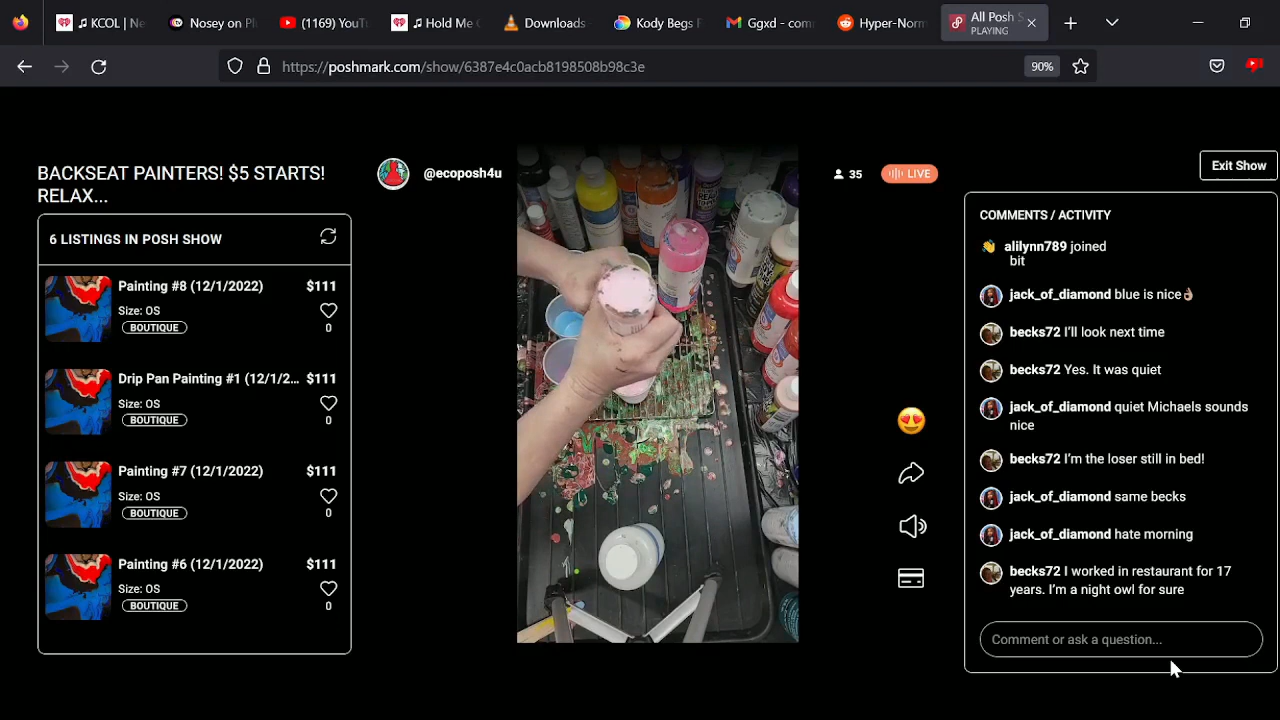 KCOL | Ne
Nosey on Pl
(1169) YouT
Hold Me C
Downloads
Kody Begs F
Ggxd - com
Hyper-Norm
All Posh S
PLAYING
https://poshmark.com/show/6387e4c0acb8198508b98c3e
90%
BACKSEAT PAINTERS! $5 STARTS!
RELAX...
6 LISTINGS IN POSH SHOW
Painting #8 (12/1/2022) $111
Size: OS
BOUTIQUE 0
Drip Pan Painting #1 (12/1/2... $111
Size: OS
BOUTIQUE 0
Painting #7 (12/1/2022) $111
Size: OS
BOUTIQUE 0
Painting #6 (12/1/2022) $111
Size: OS
BOUTIQUE 0
@ecoposh4u
35
LIVE
Exit Show
COMMENTS / ACTIVITY
alilynn789 joined
bit
jack_of_diamond blue is nice👌🏽
becks72 I'll look next time
becks72 Yes. It was quiet
jack_of_diamond quiet Michaels sounds
nice
becks72 I'm the loser still in bed!
jack_of_diamond same becks
jack_of_diamond hate morning
becks72 I worked in restaurant for 17
years. I'm a night owl for sure
Comment or ask a question...